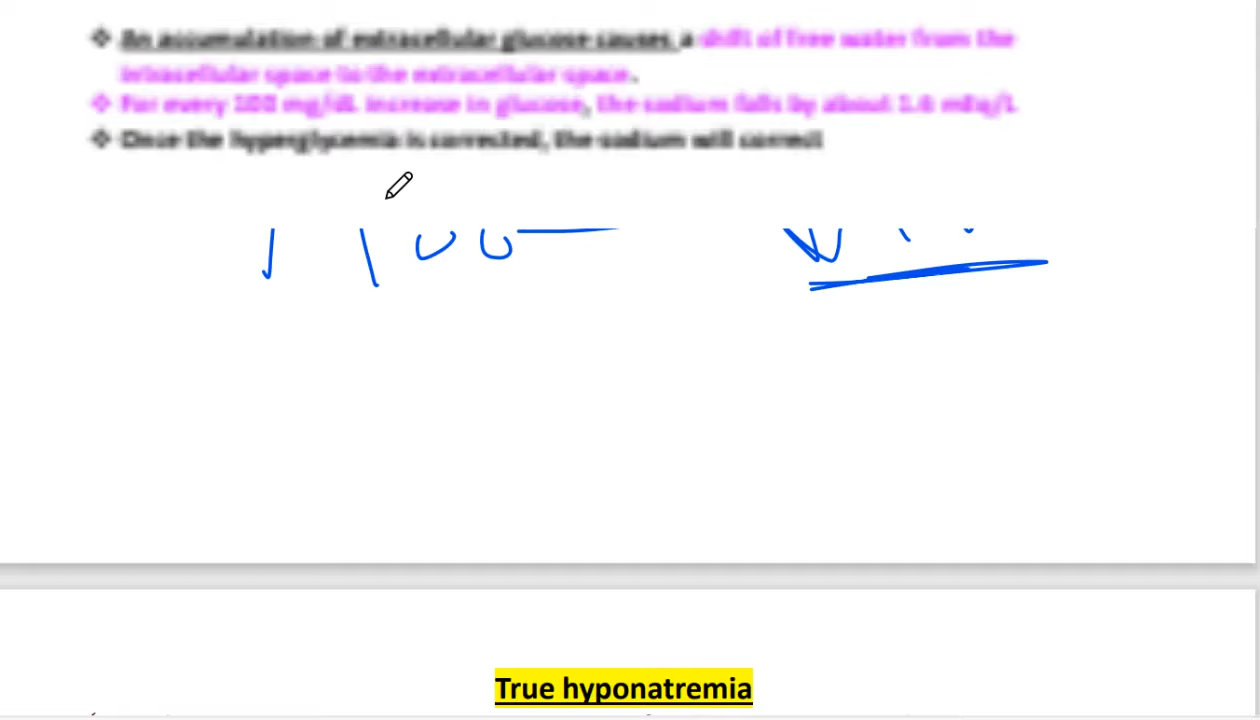 ❖ An accumulation of extracellular glucose causes a shift of free water from the
intracellular space to the extracellular space.
❖ For every 100 mg/dL increase in glucose, the sodium falls by about 1.6 mEq/L
❖ Once the hyperglycemia is corrected, the sodium will correct
True hyponatremia